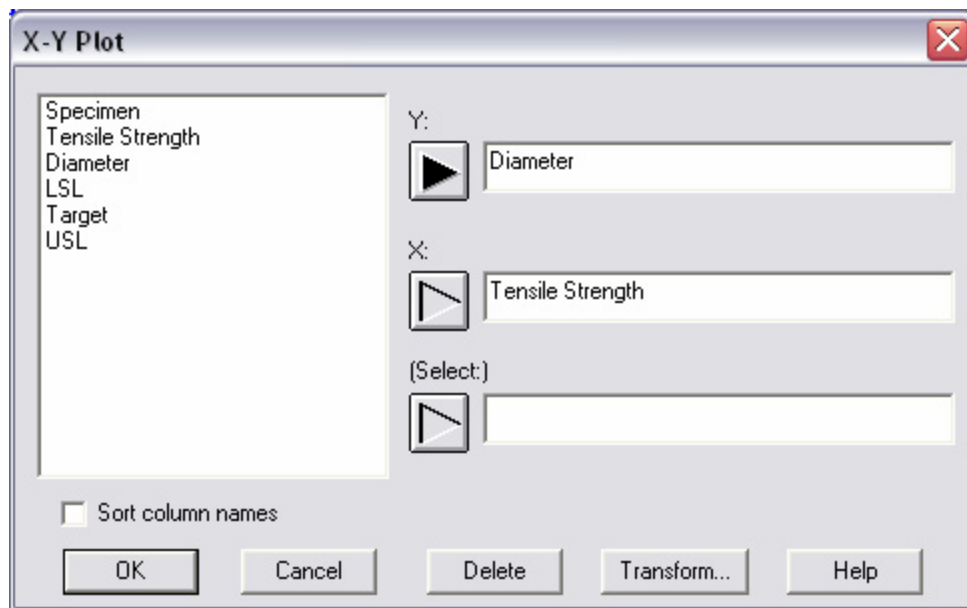 X-Y Plot
Specimen
Tensile Strength
Diameter
LSL
Target
USL
Y:
Diameter
X:
Tensile Strength
(Select:)
Sort column names
OK
Cancel
Delete
Transform...
Help